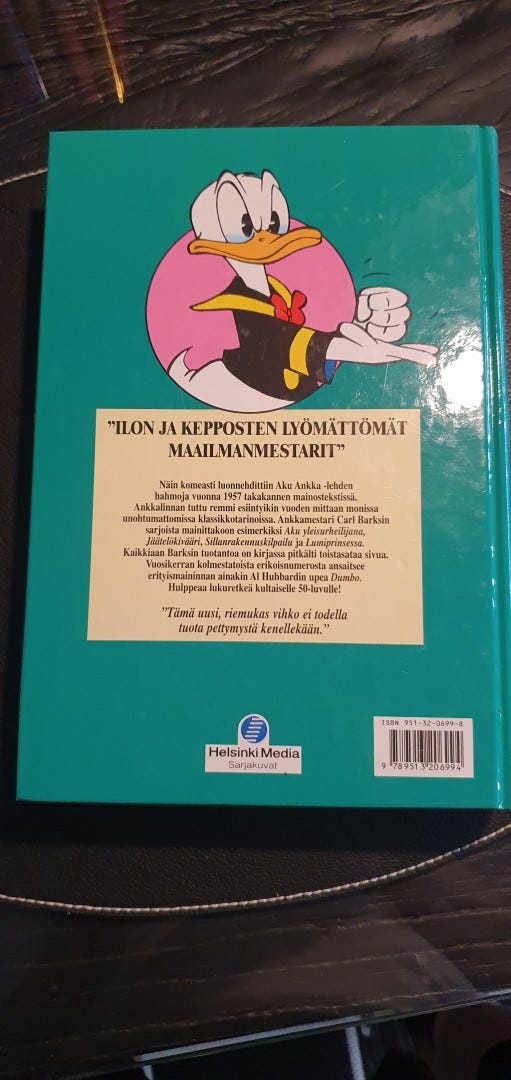 ”ILON JA KEPPOSTEN LYÖMÄTTÖMÄT
MAAILMANMESTARIT”
Näin komeasti luonnehdittiin Aku Ankka -lehden
hahmoja vuonna 1957 takakannen mainostekstissä.
Ankkalinnan tuttu remmi esiintyikin vuoden mittaan monissa
unohtumattomissa klassikkotarinoissa. Ankkamestari Carl Barksin
sarjoista mainittakoon esimerkiksi Aku yleisurheilijana,
Jäätelökivääri, Sillanrakennuskilpailu ja Lumiprinsessa.
Kaikkiaan Barksin tuotantoa on kirjassa pitkälti toistasataa sivua.
Vuosikerran kolmestatoista erikoisnumerosta ansaitsee
erityismaininnan ainakin Al Hubbardin upea Dumbo.
Hulppeaa lukuretkeä kultaiselle 50-luvulle!
”Tämä uusi, riemukas vihko ei todella
tuota pettymystä kenellekään.”
ISBN 951-32-0699-8
Helsinki Media
Sarjakuvat
9 789513 206994